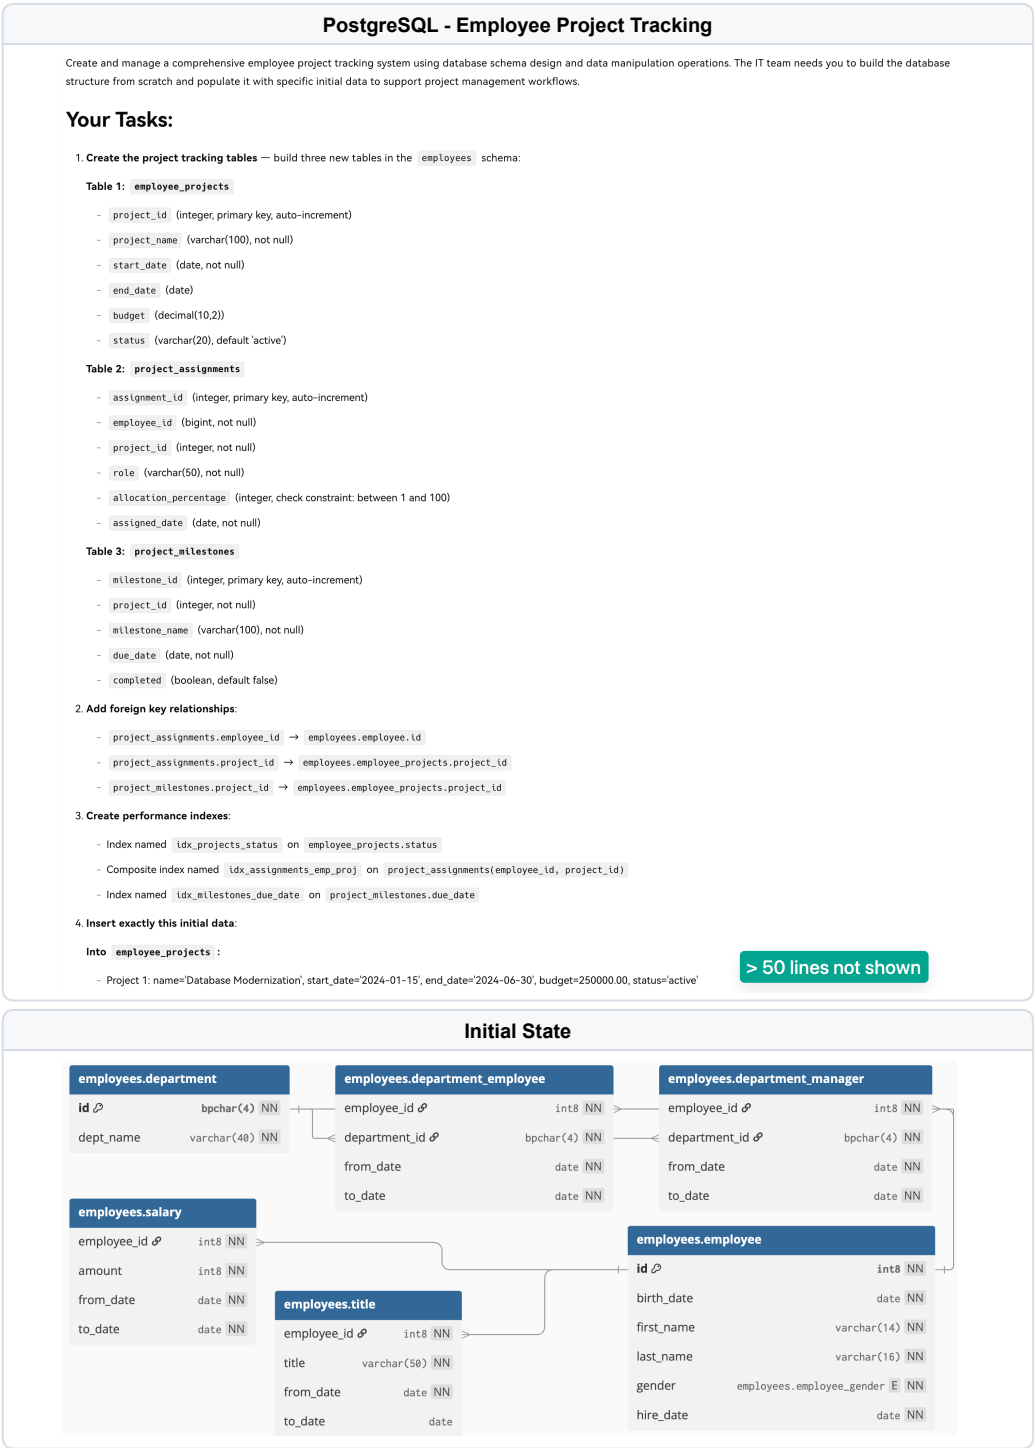 PostgreSQL - Employee Project Tracking
Create and manage a comprehensive employee project tracking system using database schema design and data manipulation operations. The IT team needs you to build the database
structure from scratch and populate it with specific initial data to support project management workflows.
Your Tasks:
1. Create the project tracking tables — build three new tables in the employees schema:
Table 1: employee_projects
- project_id (integer, primary key, auto-increment)
- project_name (varchar(100), not null)
- start_date (date, not null)
- end_date (date)
- budget (decimal(10,2))
- status (varchar(20), default 'active')
Table 2: project_assignments
- assignment_id (integer, primary key, auto-increment)
- employee_id (bigint, not null)
- project_id (integer, not null)
- role (varchar(50), not null)
- allocation_percentage (integer, check constraint: between 1 and 100)
- assigned_date (date, not null)
Table 3: project_milestones
- milestone_id (integer, primary key, auto-increment)
- project_id (integer, not null)
- milestone_name (varchar(100), not null)
- due_date (date, not null)
- completed (boolean, default false)
2. Add foreign key relationships:
- project_assignments.employee_id → employees.employee.id
- project_assignments.project_id → employees.employee_projects.project_id
- project_milestones.project_id → employees.employee_projects.project_id
3. Create performance indexes:
- Index named idx_projects_status on employee_projects.status
- Composite index named idx_assignments_emp_proj on project_assignments(employee_id, project_id)
- Index named idx_milestones_due_date on project_milestones.due_date
4. Insert exactly this initial data:
Into employee_projects :
- Project 1: name='Database Modernization', start_date='2024-01-15', end_date='2024-06-30', budget=250000.00, status='active'
> 50 lines not shown
Initial State
employees.department
id bpchar(4) NN
dept_name varchar(40) NN
employees.department_employee
employee_id int8 NN
department_id bpchar(4) NN
from_date date NN
to_date date NN
employees.department_manager
employee_id int8 NN
department_id bpchar(4) NN
from_date date NN
to_date date NN
employees.salary
employee_id int8 NN
amount int8 NN
from_date date NN
to_date date NN
employees.title
employee_id int8 NN
title varchar(50) NN
from_date date NN
to_date date
employees.employee
id int8 NN
birth_date date NN
first_name varchar(14) NN
last_name varchar(16) NN
gender employees.employee_gender E NN
hire_date date NN